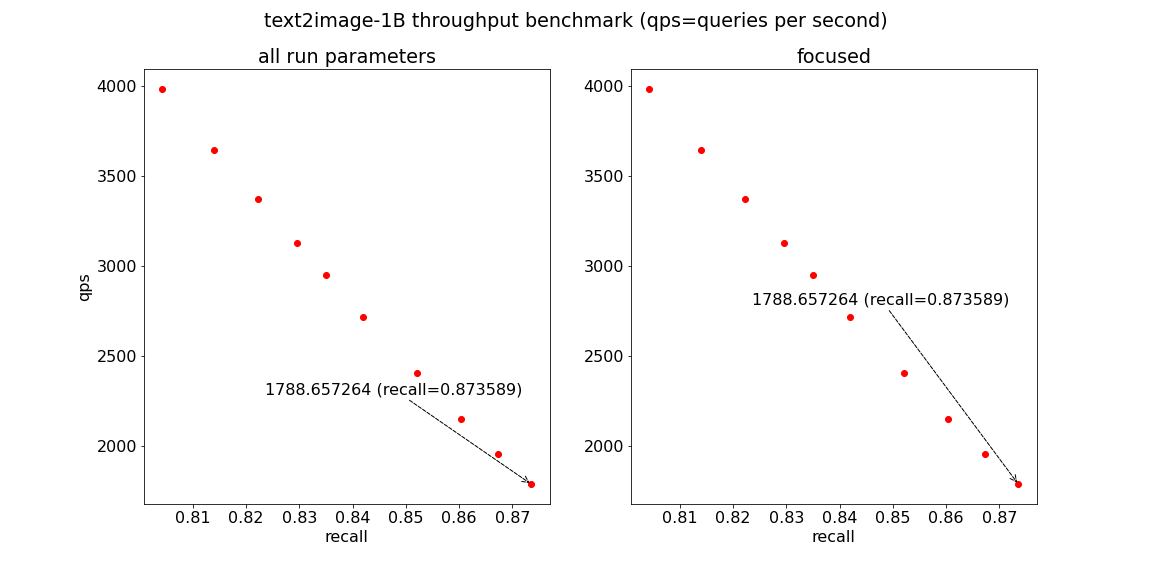 text2image-1B throughput benchmark (qps=queries per second)
all run parameters
4000
3500
3000
2500
2000
qps
1788.657264 (recall=0.873589)
0.81 0.82 0.83 0.84 0.85 0.86 0.87
recall
focused
4000
3500
3000
2500
2000
1788.657264 (recall=0.873589)
0.81 0.82 0.83 0.84 0.85 0.86 0.87
recall